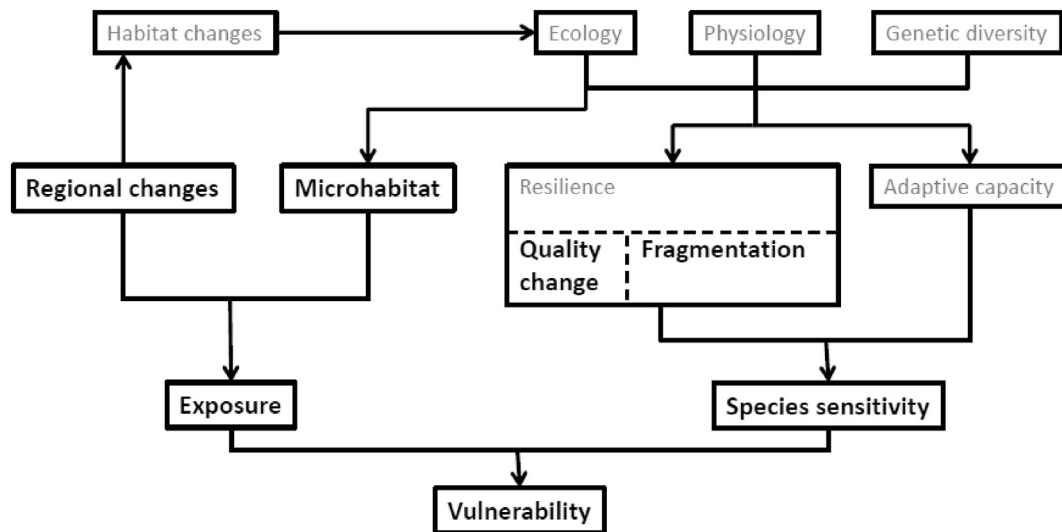 Habitat changes
Ecology
Physiology
Genetic diversity
Regional changes
Microhabitat
Resilience
Adaptive capacity
Quality
change
Fragmentation
Exposure
Species sensitivity
Vulnerability